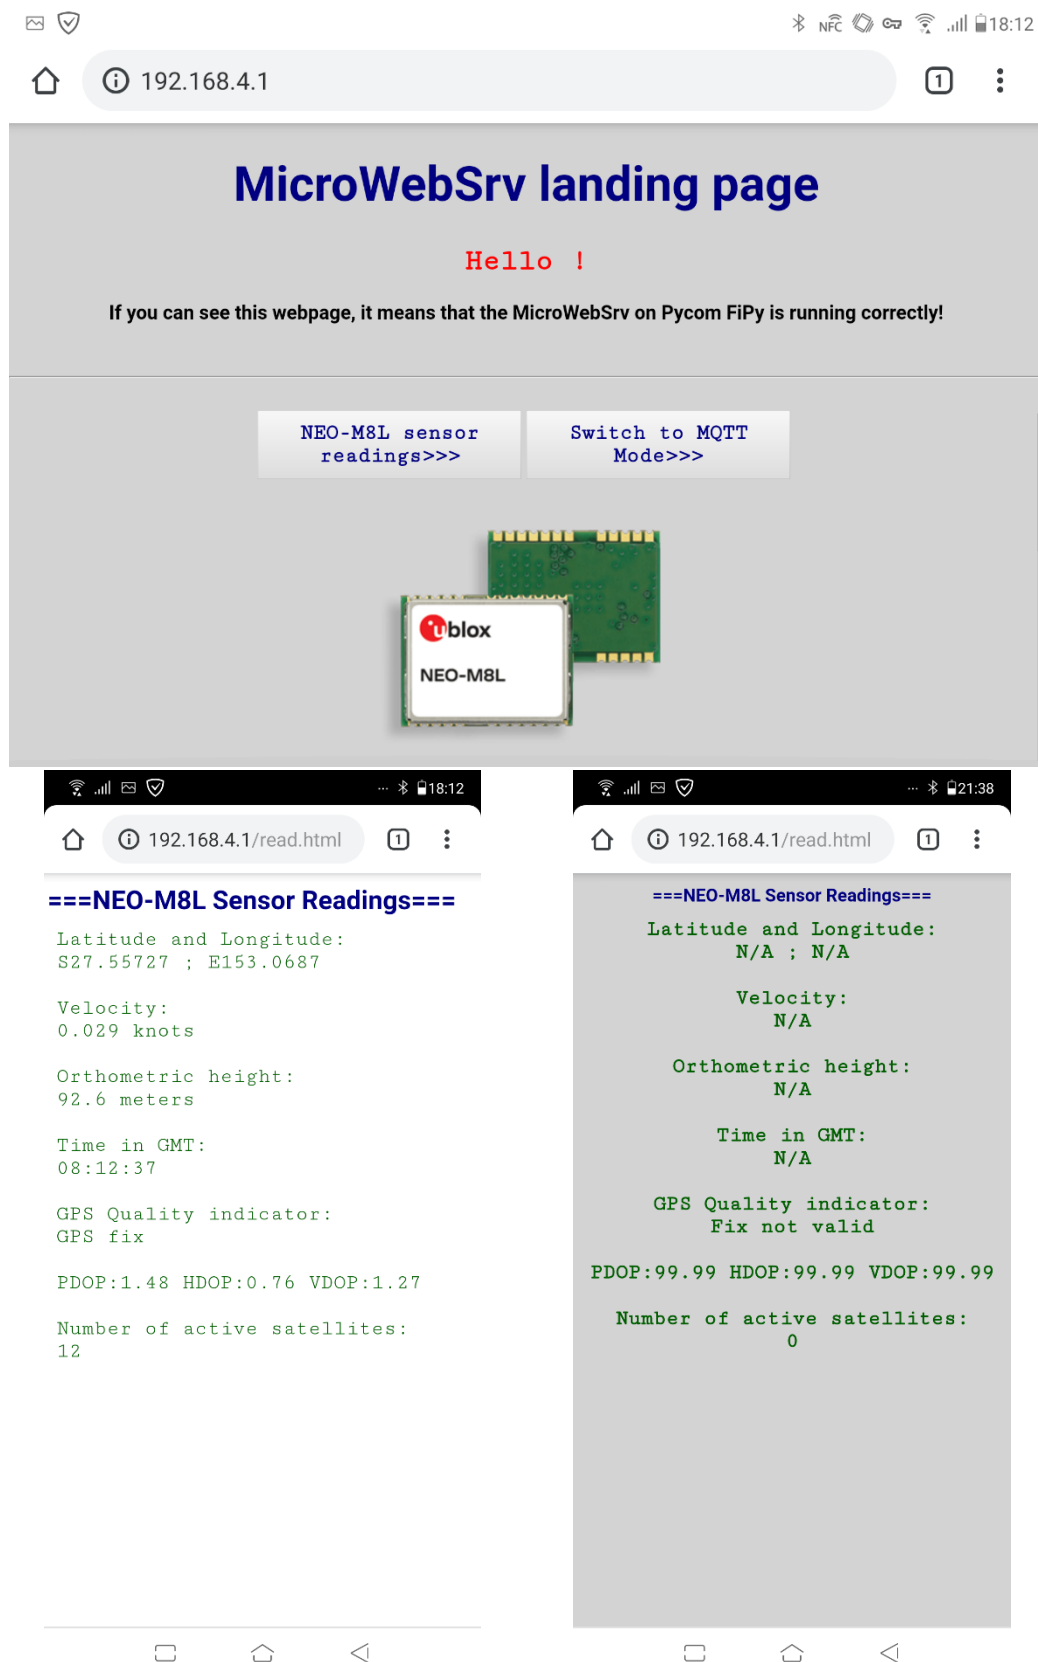 NFC 18:12
192.168.4.1 1
MicroWebSrv landing page
Hello !
If you can see this webpage, it means that the MicroWebSrv on Pycom FiPy is running correctly!
NEO-M8L sensor
readings>>>
Switch to MQTT
Mode>>>
ublox
NEO-M8L
18:12
192.168.4.1/read.html 1
===NEO-M8L Sensor Readings===
Latitude and Longitude:
S27.55727 ; E153.0687
Velocity:
0.029 knots
Orthometric height:
92.6 meters
Time in GMT:
08:12:37
GPS Quality indicator:
GPS fix
PDOP:1.48 HDOP:0.76 VDOP:1.27
Number of active satellites:
12
21:38
192.168.4.1/read.html 1
===NEO-M8L Sensor Readings===
Latitude and Longitude:
N/A ; N/A
Velocity:
N/A
Orthometric height:
N/A
Time in GMT:
N/A
GPS Quality indicator:
Fix not valid
PDOP:99.99 HDOP:99.99 VDOP:99.99
Number of active satellites:
0